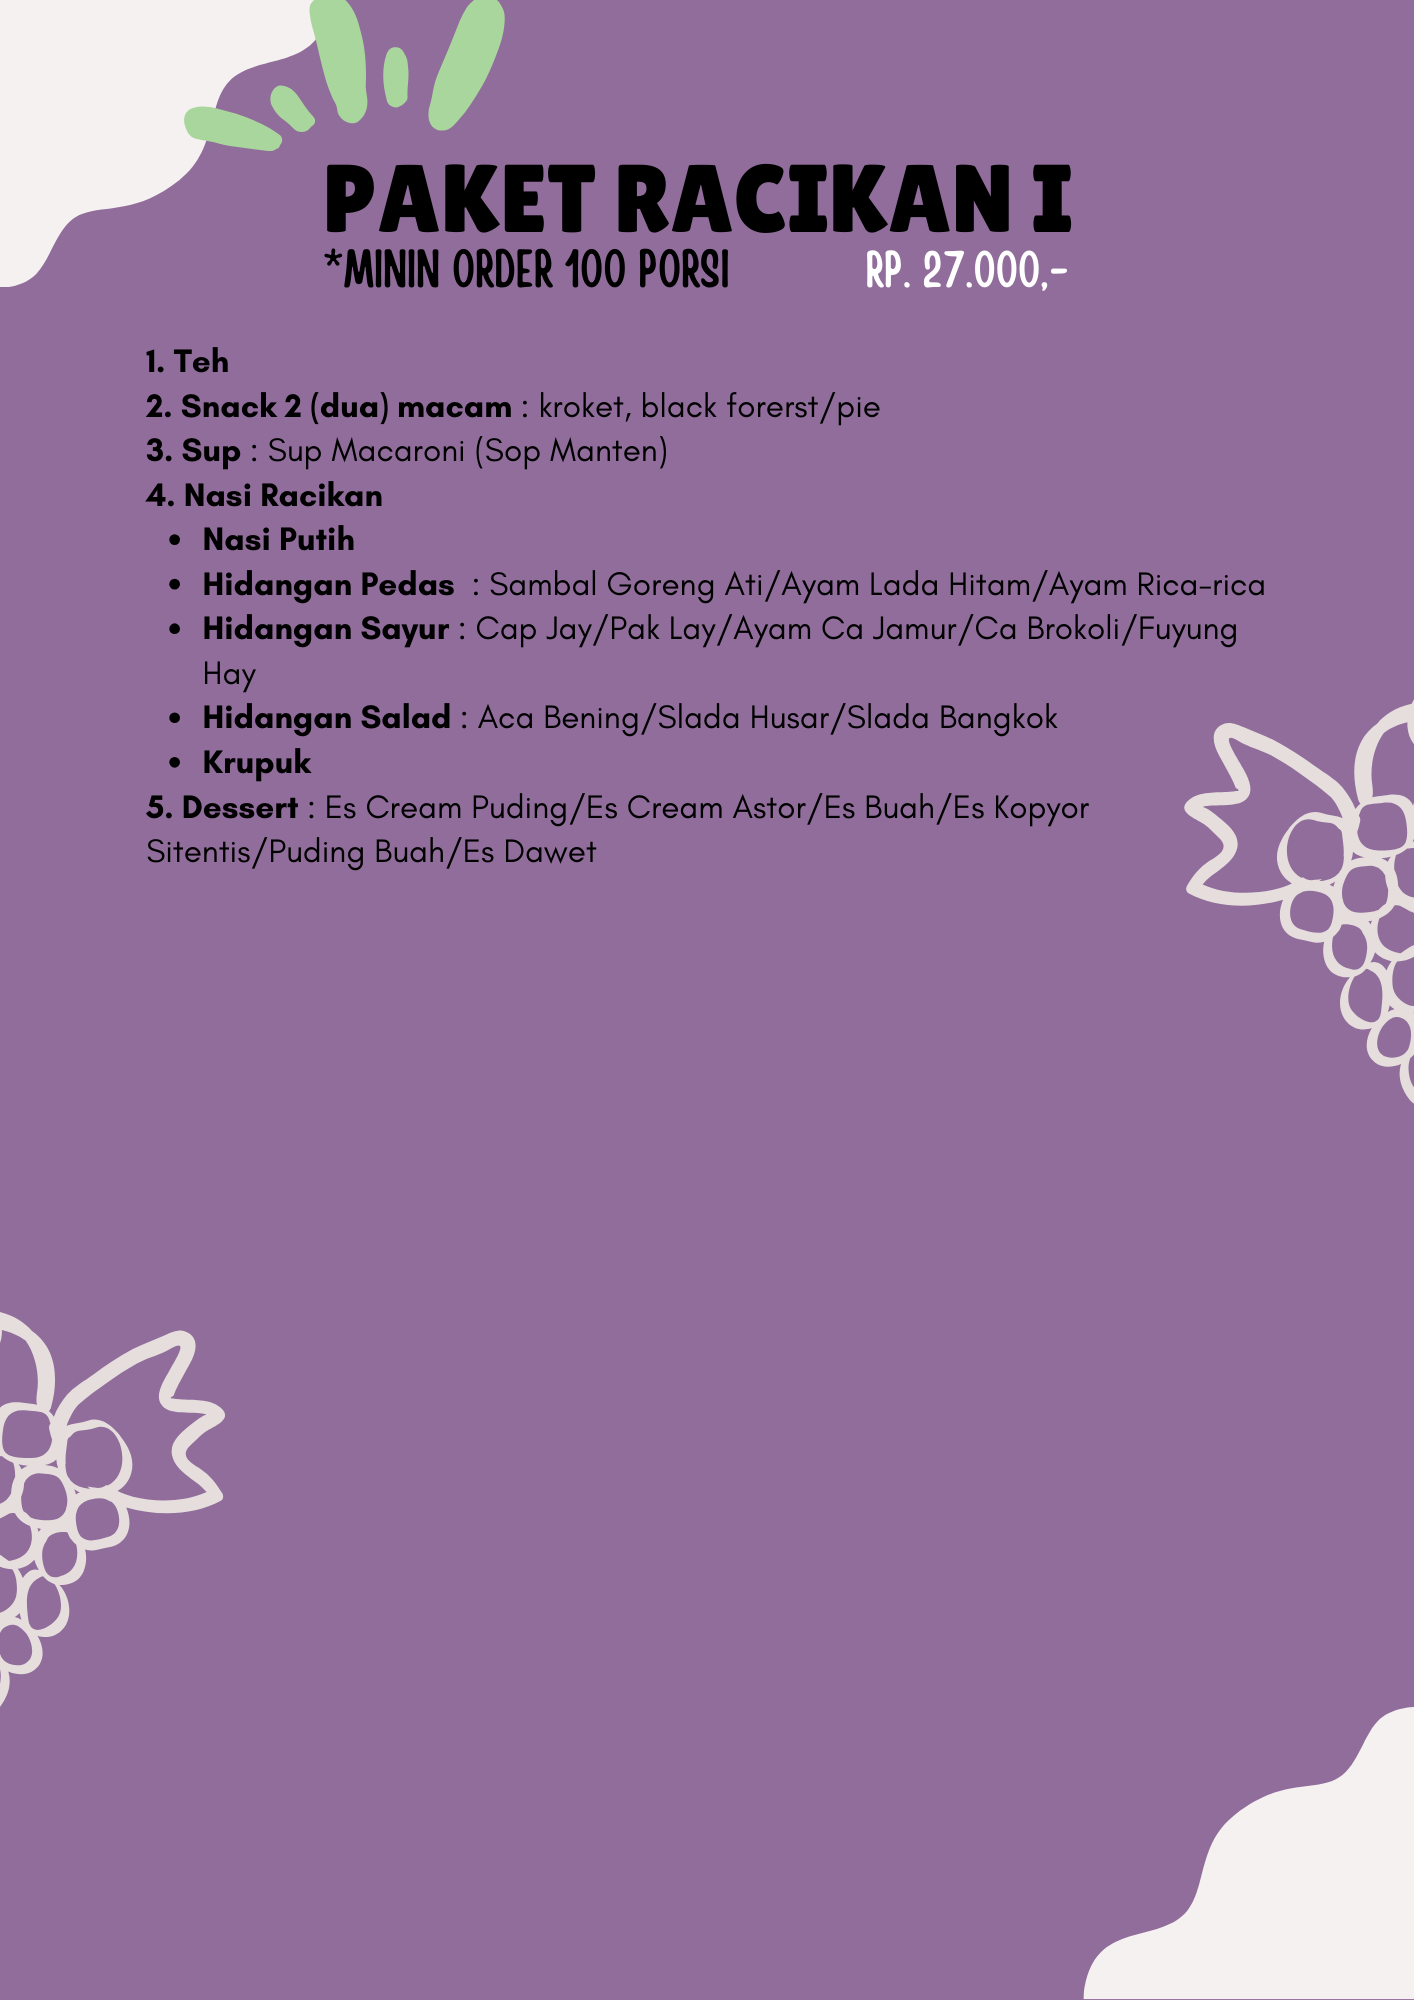 PAKET RACIKAN I
*MININ ORDER 100 PORSI RP. 27.000,-
1. Teh
2. Snack 2 (dua) macam : kroket, black forerst/pie
3. Sup : Sup Macaroni (Sop Manten)
4. Nasi Racikan
• Nasi Putih
• Hidangan Pedas : Sambal Goreng Ati/Ayam Lada Hitam/Ayam Rica-rica
• Hidangan Sayur : Cap Jay/Pak Lay/Ayam Ca Jamur/Ca Brokoli/Fuyung
Hay
• Hidangan Salad : Aca Bening/Slada Husar/Slada Bangkok
• Krupuk
5. Dessert : Es Cream Puding/Es Cream Astor/Es Buah/Es Kopyor
Sitentis/Puding Buah/Es Dawet